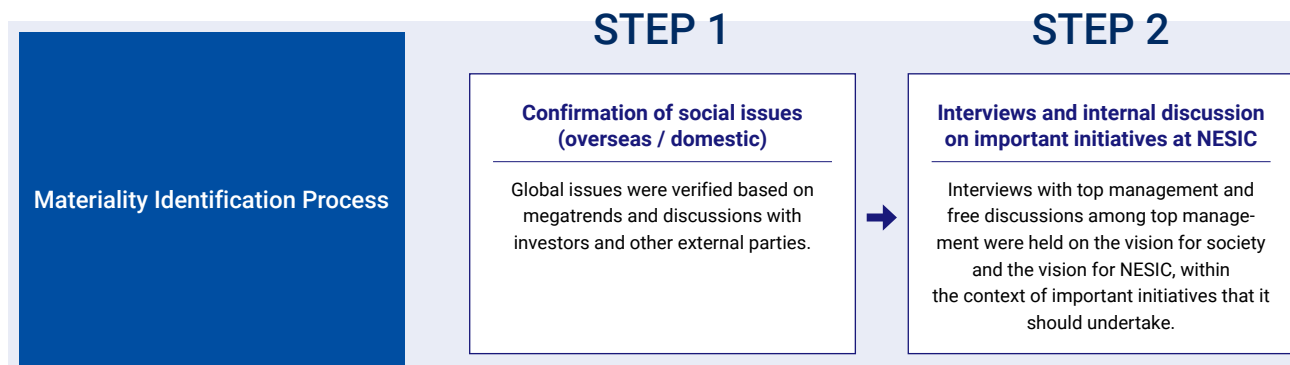 Materiality Identification Process
STEP 1
Confirmation of social issues
(overseas / domestic)
Global issues were verified based on
megatrends and discussions with
investors and other external parties.
STEP 2
Interviews and internal discussion
on important initiatives at NESIC
Interviews with top management and
free discussions among top manage-
ment were held on the vision for society
and the vision for NESIC, within
the context of important initiatives that it
should undertake.